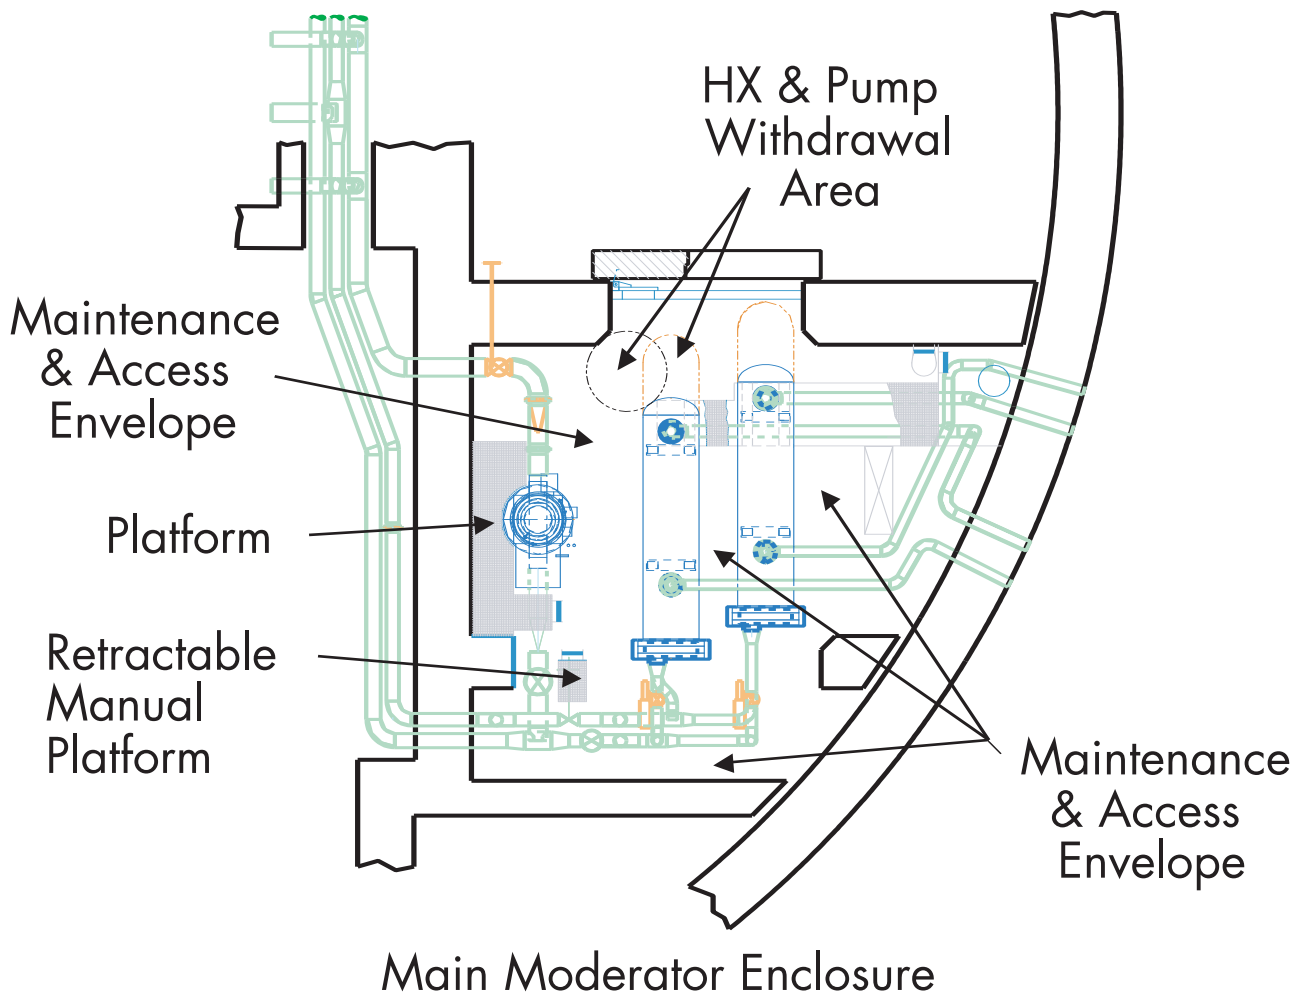 HX & Pump
Withdrawal
Area
Maintenance
& Access
Envelope
Platform
Retractable
Manual
Platform
Maintenance
& Access
Envelope
Main Moderator Enclosure